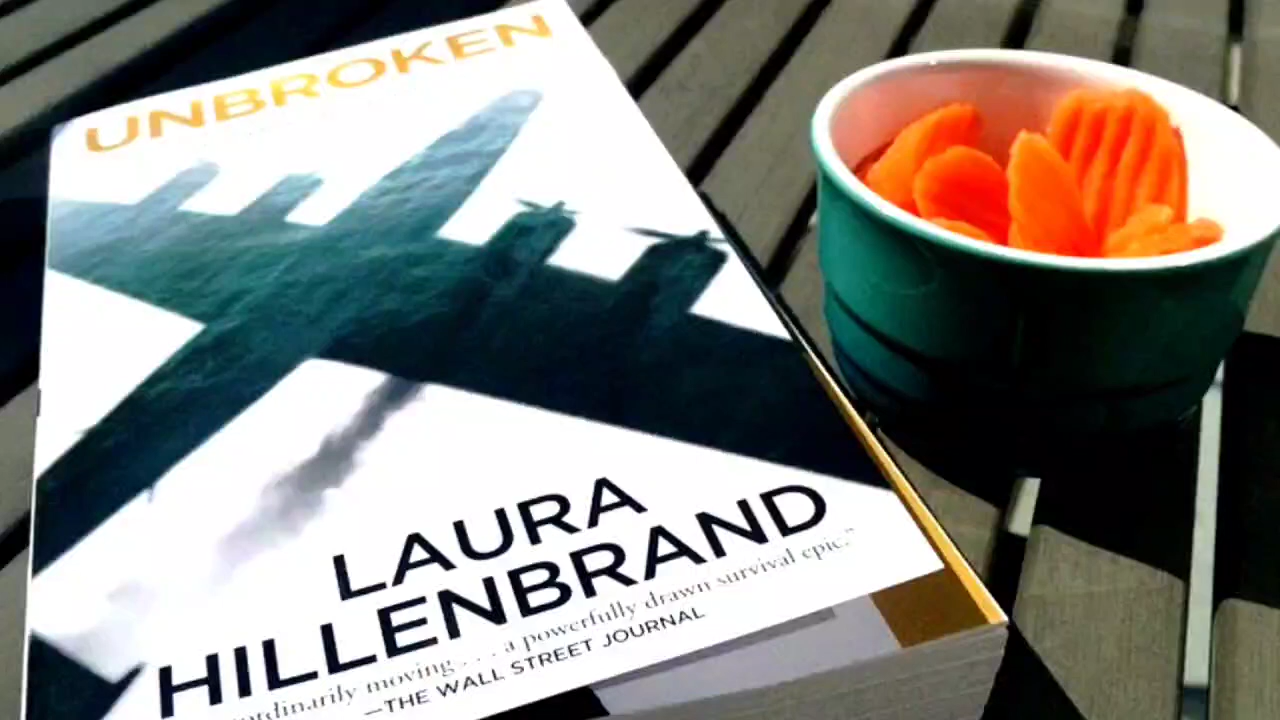 UNBROKEN
LAURA
HILLENBRAND
moving . . . a powerfully drawn survival epic."
—THE WALL STREET JOURNAL